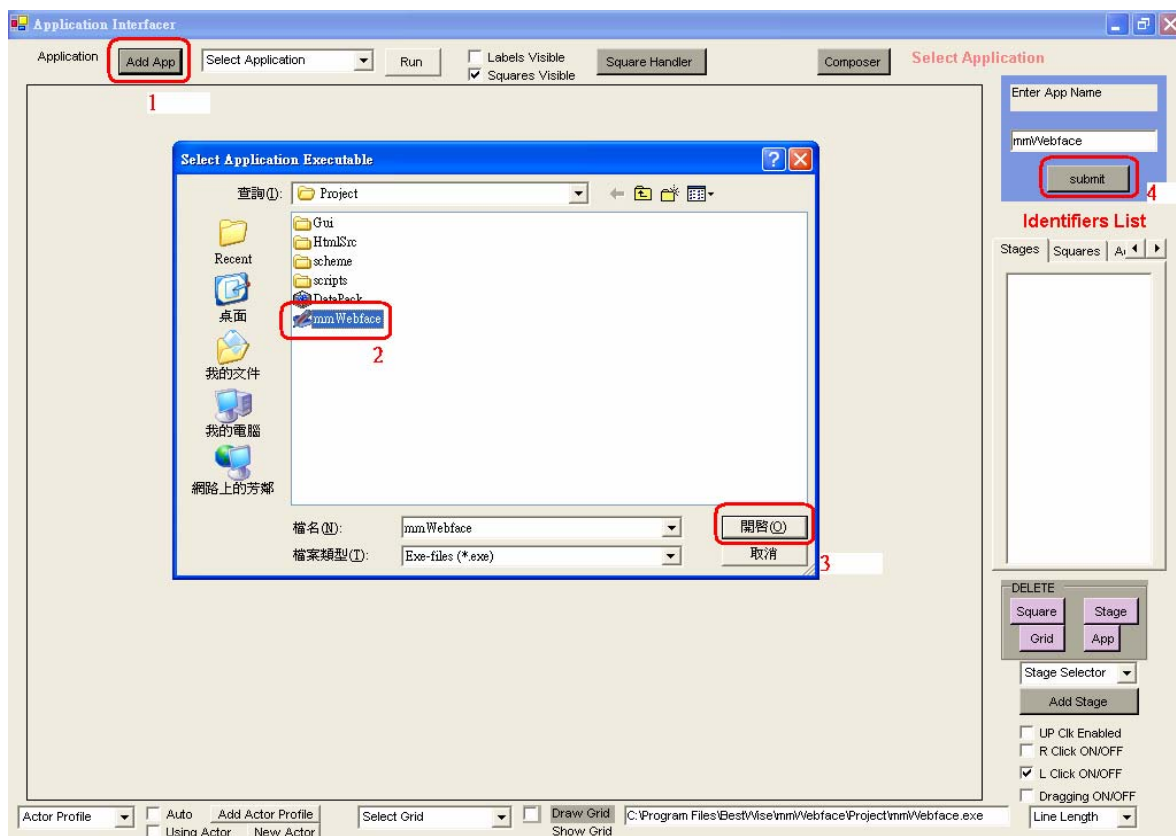 Application Interfacer
Application Add App Select Application Run Labels Visible Squares Visible Square Handler Composer Select Application
1
Enter App Name
mmWebface
submit
4
Identifiers List
Stages Squares
Select Application Executable
查詢(I): Project
Recent
桌面
我的文件
我的電腦
網路上的芳鄰
Gui
HtmlSrc
scheme
scripts
DataPack
mmWebface
2
檔名(N): mmWebface 開啓(O)
檔案類型(T): Exe-files (*.exe) 取消
3
DELETE
Square Stage
Grid App
Stage Selector
Add Stage
UP Clk Enabled
R Click ON/OFF
L Click ON/OFF
Dragging ON/OFF
Actor Profile Auto Add Actor Profile Select Grid Draw Grid C:\Program Files\BestWise\mmWebface\Project\mmWebface.exe Line Length
Using Actor New Actor Show Grid